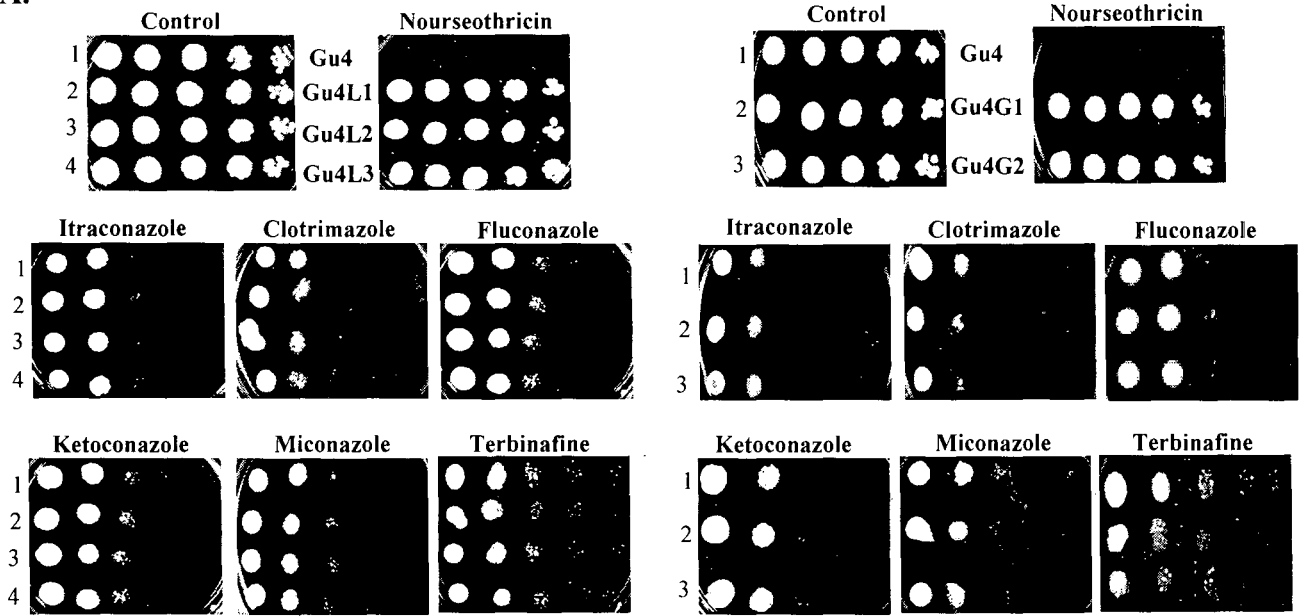 A.
Control
Nourseothricin
1
Gu4
2
Gu4L1
3
Gu4L2
4
Gu4L3
Itraconazole
Clotrimazole
Fluconazole
1
2
3
4
Ketoconazole
Miconazole
Terbinafine
1
2
3
4
Control
Nourseothricin
1
Gu4
2
Gu4G1
3
Gu4G2
Itraconazole
Clotrimazole
Fluconazole
1
2
3
Ketoconazole
Miconazole
Terbinafine
1
2
3